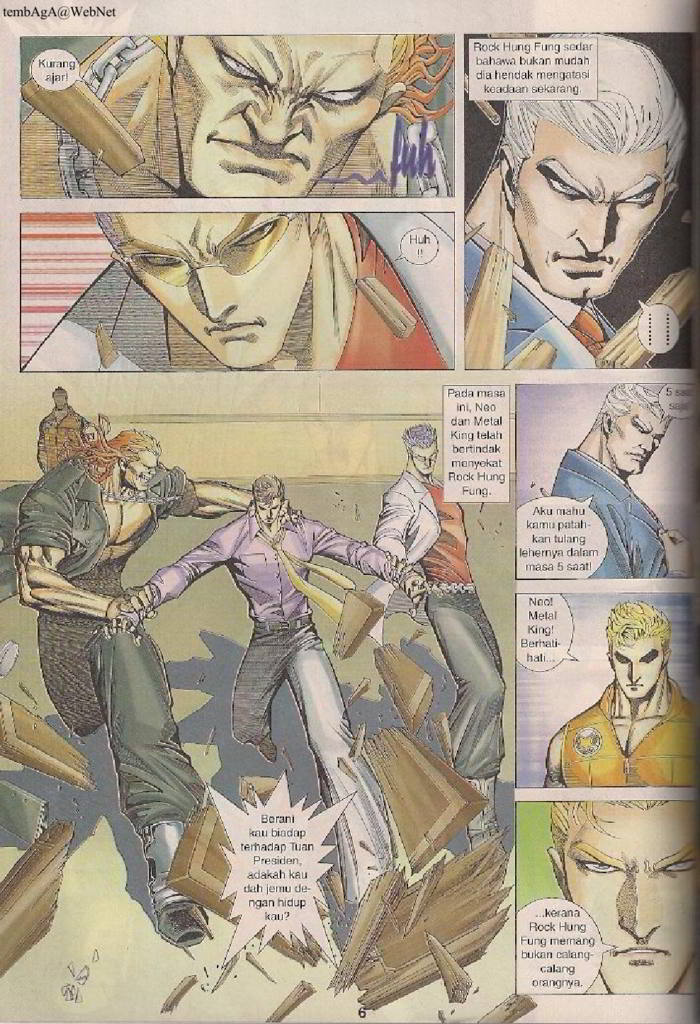 tembAgA@WebNet
Kurang
ajar!
Rock Hung Fung sedar
bahawa bukan mudah
dia hendak mengatasi
keadaan sekarang.
Huh
!!
Pada masa
ini, Neo
dan Metal
King telah
bertindak
menyekat
Rock Hung
Fung.
Aku mahu
kamu patah-
kan tulang
lehernya dalam
masa 5 saat!
Neo!
Metal
King!
Berhati-
hati...
Berani
kau biadap
terhadap Tuan
Presiden,
adakah kau
dah jemu de-
ngan hidup
kau?
...kerana
Rock Hung
Fung memang
bukan calang-
calang
orangnya.
6